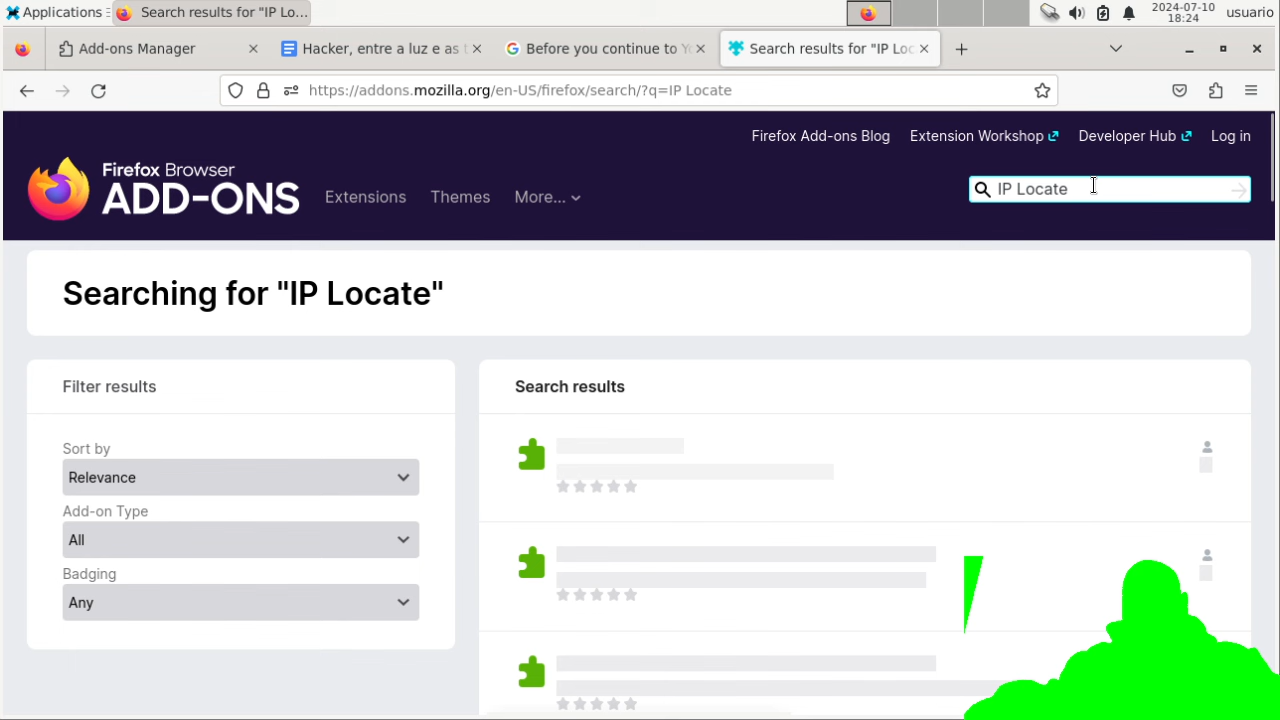 Applications
Search results for "IP Lo...
2024-07-10
18:24
usuario
Add-ons Manager
Hacker, entre a luz e as t
Before you continue to Yo
Search results for "IP Loc
https://addons.mozilla.org/en-US/firefox/search/?q=IP Locate
Firefox Add-ons Blog
Extension Workshop
Developer Hub
Log in
Firefox Browser
ADD-ONS
Extensions
Themes
More...
IP Locate
Searching for "IP Locate"
Filter results
Search results
Sort by
Relevance
Add-on Type
All
Badging
Any